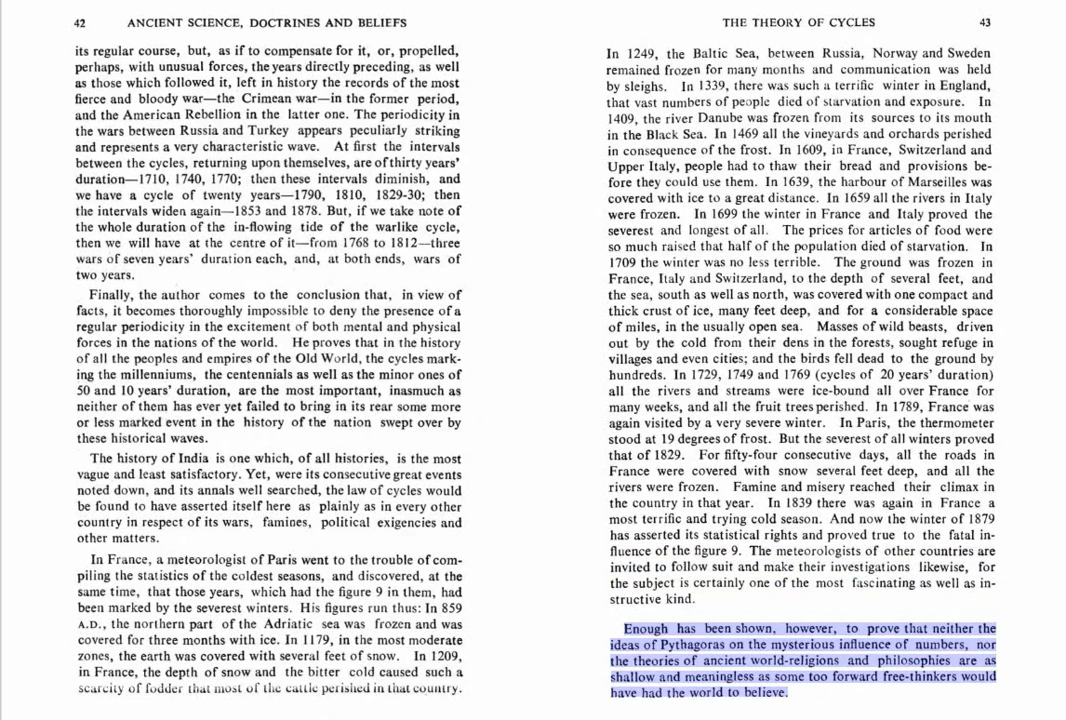 42 ANCIENT SCIENCE, DOCTRINES AND BELIEFS
its regular course, but, as if to compensate for it, or, propelled,
perhaps, with unusual forces, the years directly preceding, as well
as those which followed it, left in history the records of the most
fierce and bloody war—the Crimean war—in the former period,
and the American Rebellion in the latter one. The periodicity in
the wars between Russia and Turkey appears peculiarly striking
and represents a very characteristic wave. At first the intervals
between the cycles, returning upon themselves, are of thirty years'
duration—1710, 1740, 1770; then these intervals diminish, and
we have a cycle of twenty years—1790, 1810, 1829-30; then
the intervals widen again—1853 and 1878. But, if we take note of
the whole duration of the in-flowing tide of the warlike cycle,
then we will have at the centre of it—from 1768 to 1812—three
wars of seven years' duration each, and, at both ends, wars of
two years.
Finally, the author comes to the conclusion that, in view of
facts, it becomes thoroughly impossible to deny the presence of a
regular periodicity in the excitement of both mental and physical
forces in the nations of the world. He proves that in the history
of all the peoples and empires of the Old World, the cycles mark-
ing the millenniums, the centennials as well as the minor ones of
50 and 10 years' duration, are the most important, inasmuch as
neither of them has ever yet failed to bring in its rear some more
or less marked event in the history of the nation swept over by
these historical waves.
The history of India is one which, of all histories, is the most
vague and least satisfactory. Yet, were its consecutive great events
noted down, and its annals well searched, the law of cycles would
be found to have asserted itself here as plainly as in every other
country in respect of its wars, famines, political exigencies and
other matters.
In France, a meteorologist of Paris went to the trouble of com-
piling the statistics of the coldest seasons, and discovered, at the
same time, that those years, which had the figure 9 in them, had
been marked by the severest winters. His figures run thus: In 859
A.D., the northern part of the Adriatic sea was frozen and was
covered for three months with ice. In 1179, in the most moderate
zones, the earth was covered with several feet of snow. In 1209,
in France, the depth of snow and the bitter cold caused such a
scarcity of fodder that most of the cattle perished in that country.
THE THEORY OF CYCLES 43
In 1249, the Baltic Sea, between Russia, Norway and Sweden
remained frozen for many months and communication was held
by sleighs. In 1339, there was such a terrific winter in England,
that vast numbers of people died of starvation and exposure. In
1409, the river Danube was frozen from its sources to its mouth
in the Black Sea. In 1469 all the vineyards and orchards perished
in consequence of the frost. In 1609, in France, Switzerland and
Upper Italy, people had to thaw their bread and provisions be-
fore they could use them. In 1639, the harbour of Marseilles was
covered with ice to a great distance. In 1659 all the rivers in Italy
were frozen. In 1699 the winter in France and Italy proved the
severest and longest of all. The prices for articles of food were
so much raised that half of the population died of starvation. In
1709 the winter was no less terrible. The ground was frozen in
France, Italy and Switzerland, to the depth of several feet, and
the sea, south as well as north, was covered with one compact and
thick crust of ice, many feet deep, and for a considerable space
of miles, in the usually open sea. Masses of wild beasts, driven
out by the cold from their dens in the forests, sought refuge in
villages and even cities; and the birds fell dead to the ground by
hundreds. In 1729, 1749 and 1769 (cycles of 20 years' duration)
all the rivers and streams were ice-bound all over France for
many weeks, and all the fruit trees perished. In 1789, France was
again visited by a very severe winter. In Paris, the thermometer
stood at 19 degrees of frost. But the severest of all winters proved
that of 1829. For fifty-four consecutive days, all the roads in
France were covered with snow several feet deep, and all the
rivers were frozen. Famine and misery reached their climax in
the country in that year. In 1839 there was again in France a
most terrific and trying cold season. And now the winter of 1879
has asserted its statistical rights and proved true to the fatal in-
fluence of the figure 9. The meteorologists of other countries are
invited to follow suit and make their investigations likewise, for
the subject is certainly one of the most fascinating as well as in-
structive kind.
Enough has been shown, however, to prove that neither the
ideas of Pythagoras on the mysterious influence of numbers, nor
the theories of ancient world-religions and philosophies are as
shallow and meaningless as some too forward free-thinkers would
have had the world to believe.